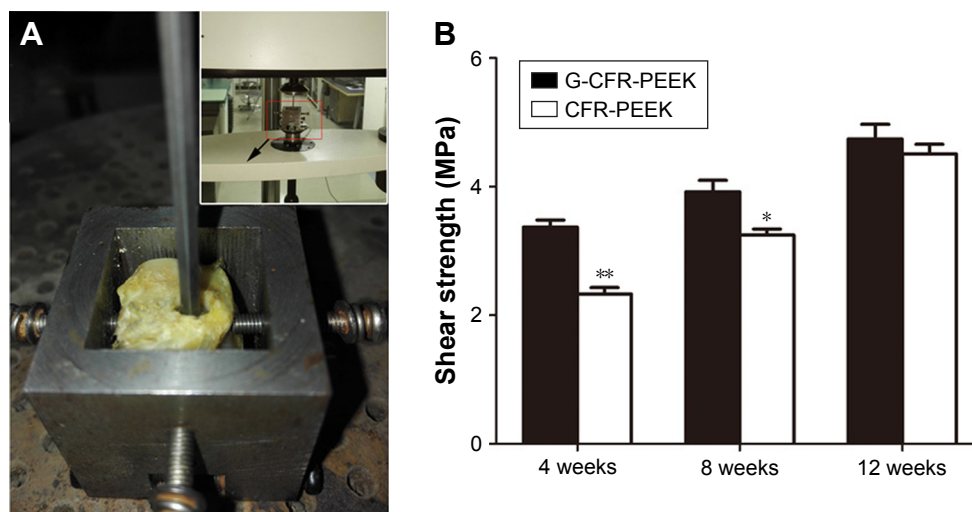 A
B
Shear strength (MPa)
6
4
2
0
G-CFR-PEEK
CFR-PEEK
**
*
4 weeks
8 weeks
12 weeks